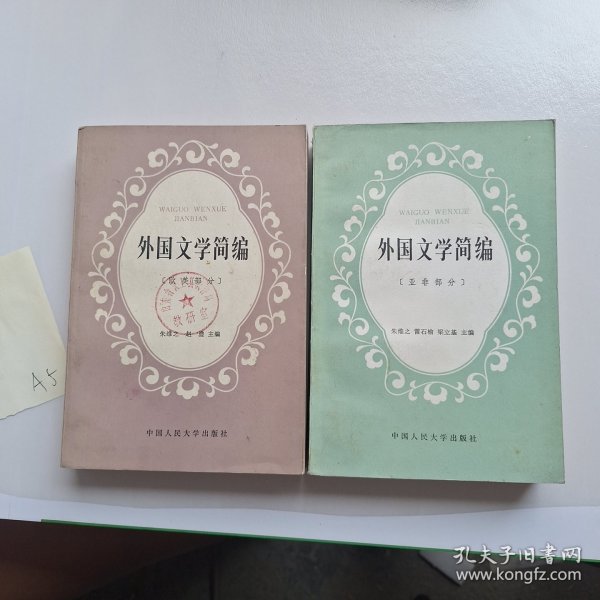 WAIGUO WENXUE
JIANBIAN
外国文学简编
〔欧美部分〕
教研室
朱维之 赵 澧 主编
中国人民大学出版社
WAIGUO WENXUE
JIANBIAN
外国文学简编
〔亚非部分〕
朱维之 雷石榆 梁立基 主编
中国人民大学出版社
A5
孔夫子旧书网
www.kongfz.com